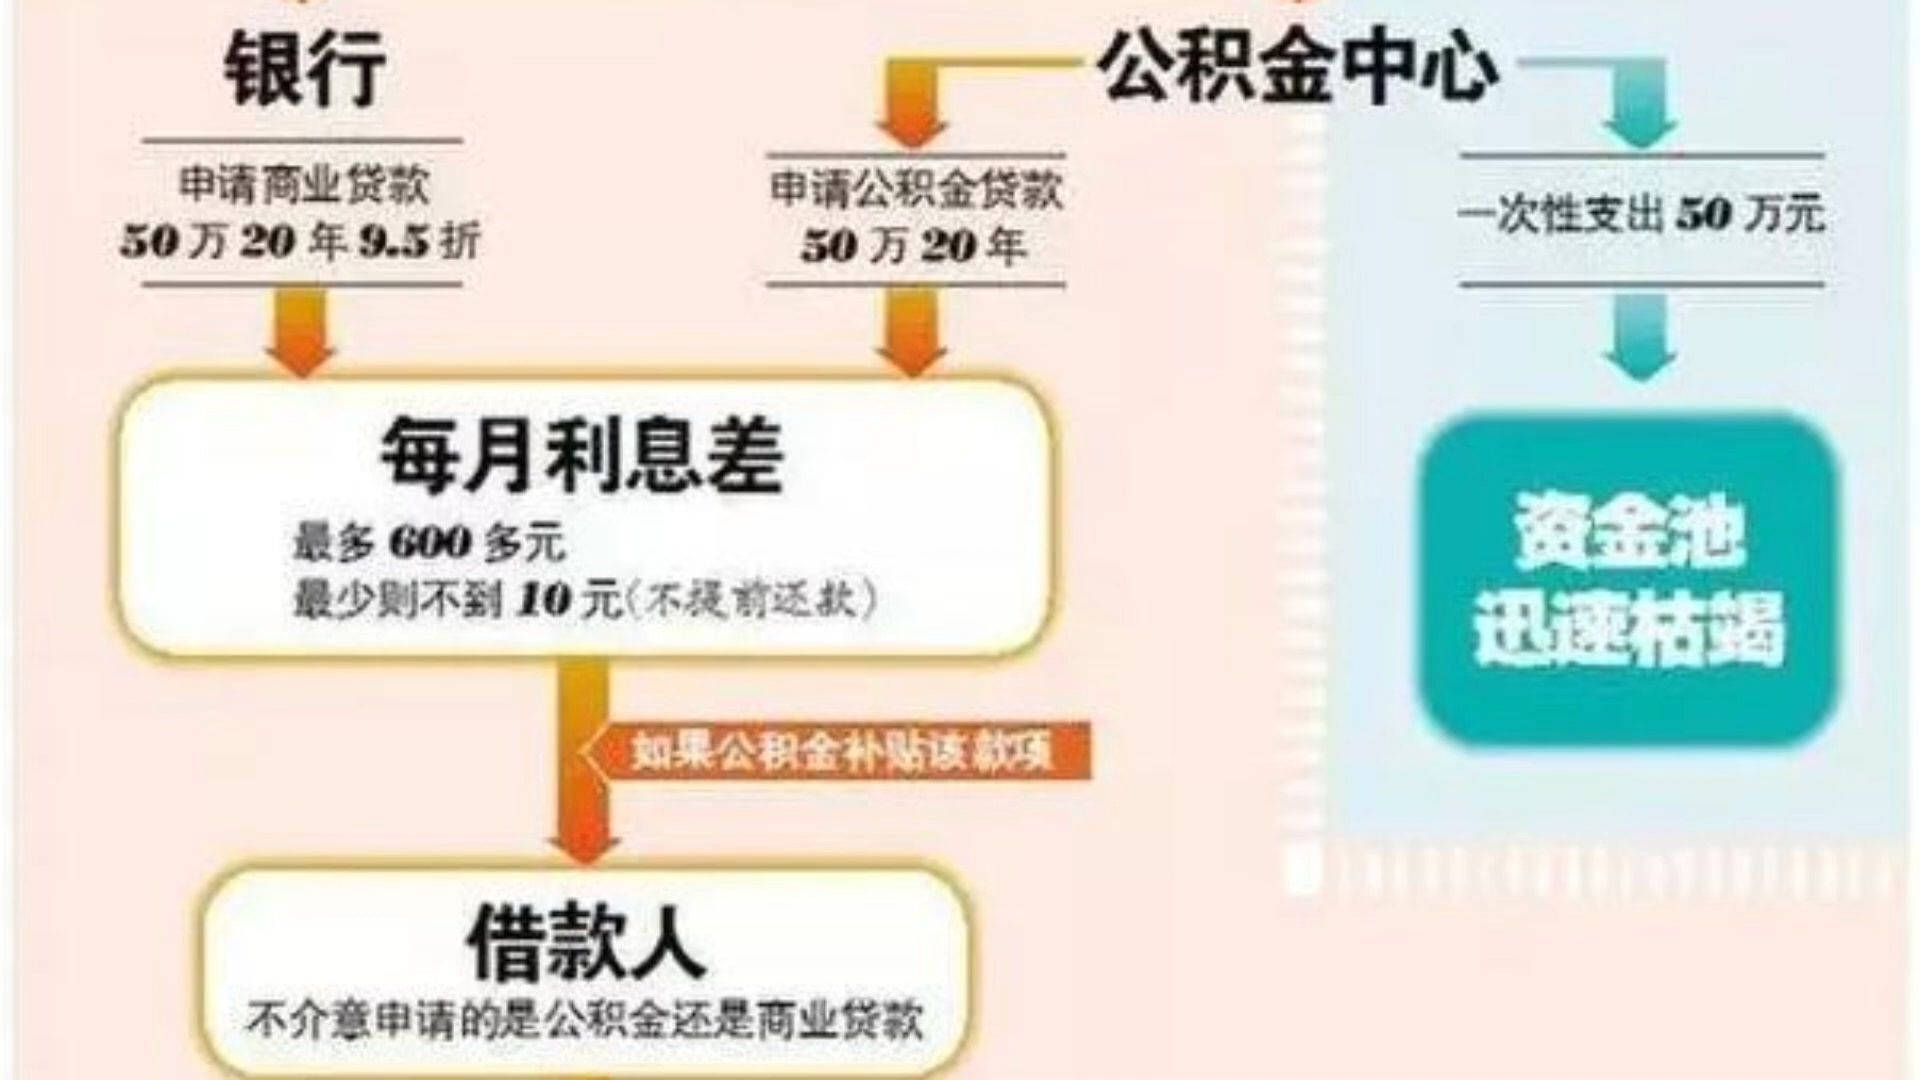 银行
公积金中心
申请商业贷款
50万20年9.5折
申请公积金贷款
50万20年
一次性支出50万元
每月利息差
最多600多元
最少则不到10元(不提前还款)
资金池
迅速枯竭
如果公积金补贴该款项
借款人
不介意申请的是公积金还是商业贷款